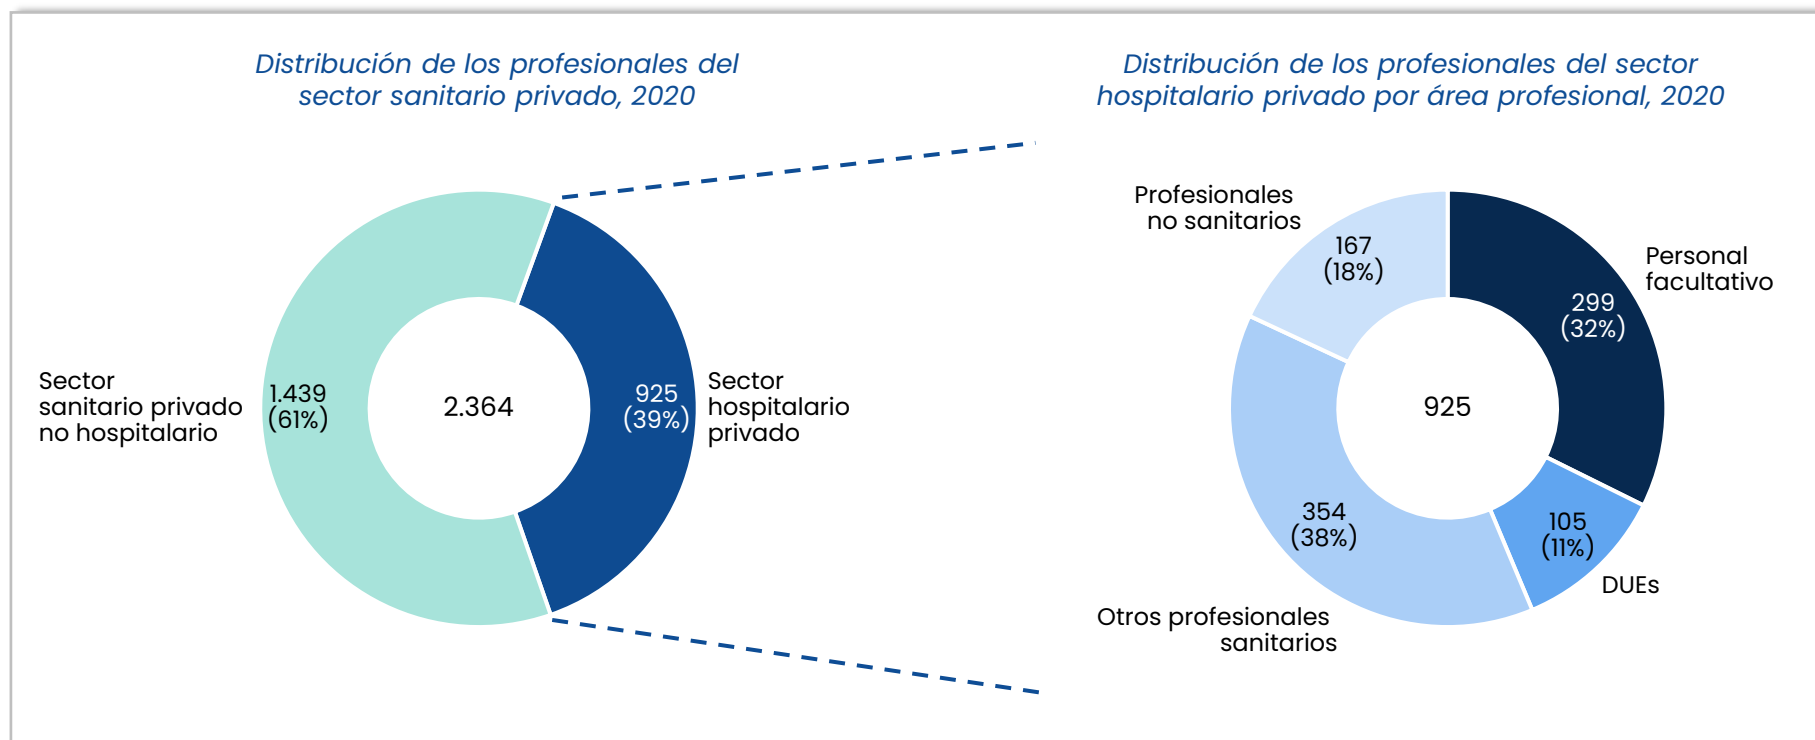 Distribución de los profesionales del
sector sanitario privado, 2020
Sector
sanitario privado
no hospitalario
1.439
(61%)
2.364
925
(39%)
Sector
hospitalario
privado
Distribución de los profesionales del sector
hospitalario privado por área profesional, 2020
Profesionales
no sanitarios
167
(18%)
Personal
facultativo
299
(32%)
925
354
(38%)
105
(11%)
DUEs
Otros profesionales
sanitarios